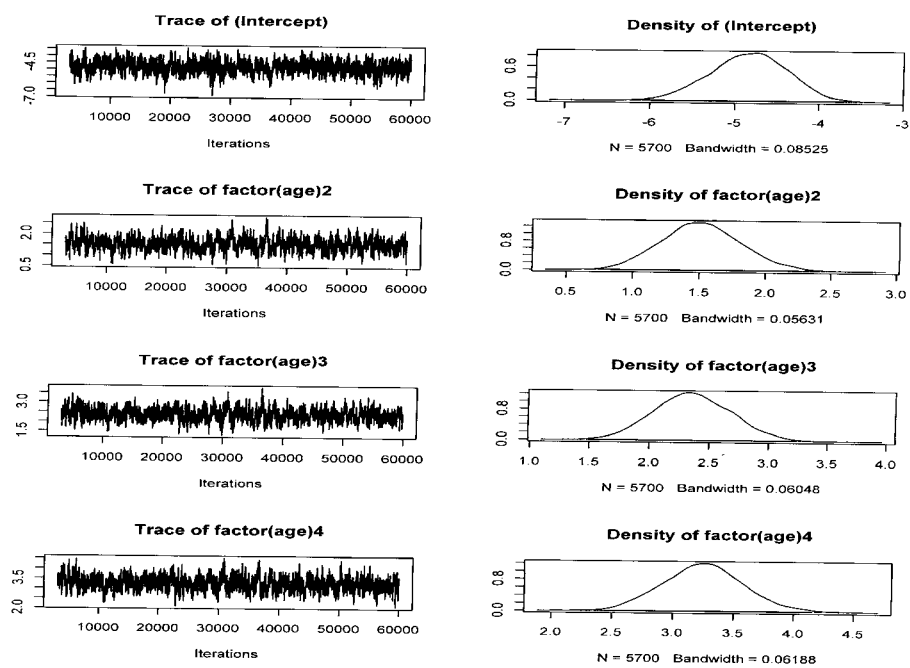 Trace of (Intercept)
-4.5
-7.0
10000 20000 30000 40000 50000 60000
Iterations
Density of (Intercept)
0.6
0.0
-7 -6 -5 -4 -3
N = 5700 Bandwidth = 0.08525
Trace of factor(age)2
2.0
0.5
10000 20000 30000 40000 50000 60000
Iterations
Density of factor(age)2
0.8
0.0
0.5 1.0 1.5 2.0 2.5 3.0
N = 5700 Bandwidth = 0.05631
Trace of factor(age)3
3.0
1.5
10000 20000 30000 40000 50000 60000
Iterations
Density of factor(age)3
0.8
0.0
1.0 1.5 2.0 2.5 3.0 3.5 4.0
N = 5700 Bandwidth = 0.06048
Trace of factor(age)4
3.5
2.0
10000 20000 30000 40000 50000 60000
Iterations
Density of factor(age)4
0.8
0.0
2.0 2.5 3.0 3.5 4.0 4.5
N = 5700 Bandwidth = 0.06188